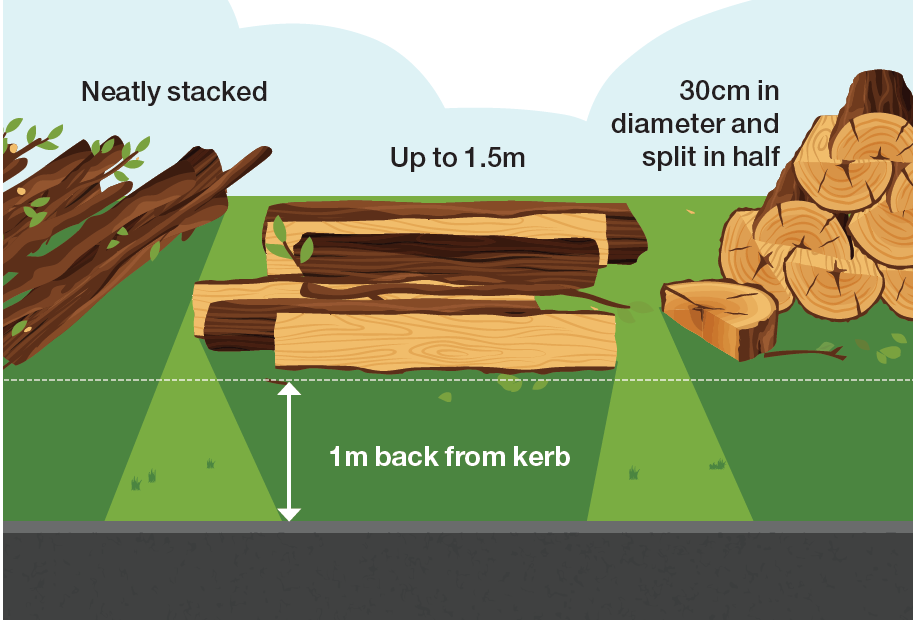 Neatly stacked
Up to 1.5m
30cm in
diameter and
split in half
1m back from kerb